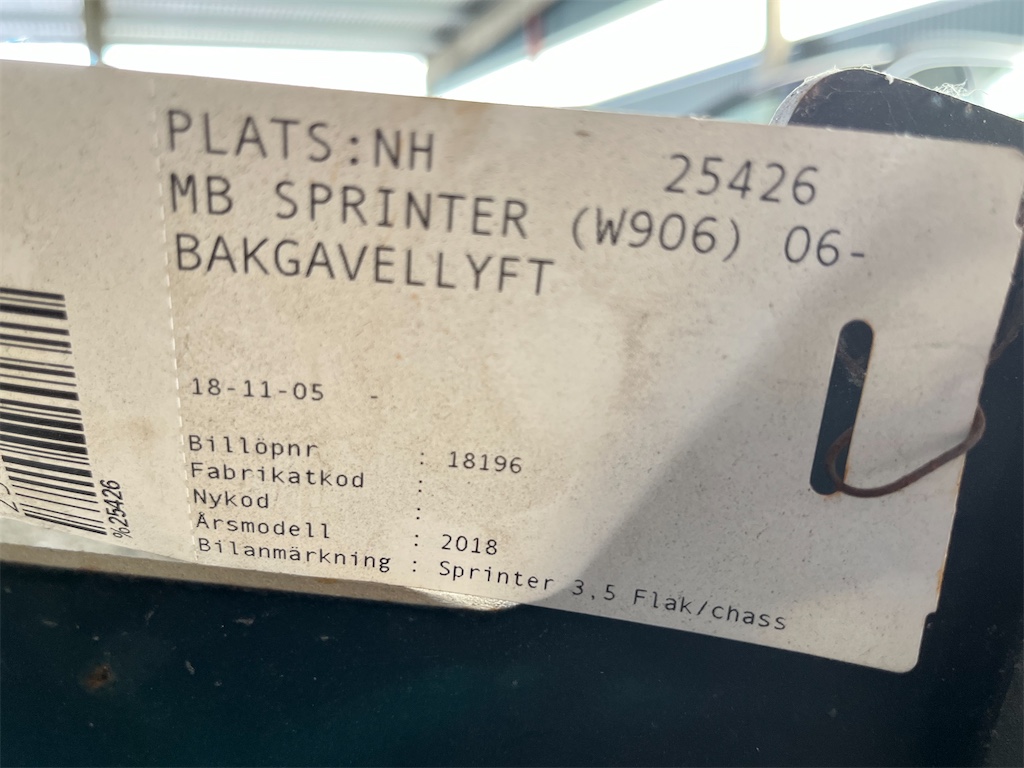 PLATS:NH 25426
MB SPRINTER (W906) 06-
BAKGAVELLYFT
18-11-05 -
Billöpnr : 18196
Fabrikatkod :
Nykod :
Årsmodell : 2018
Bilanmärkning : Sprinter 3,5 Flak/chass
%25426